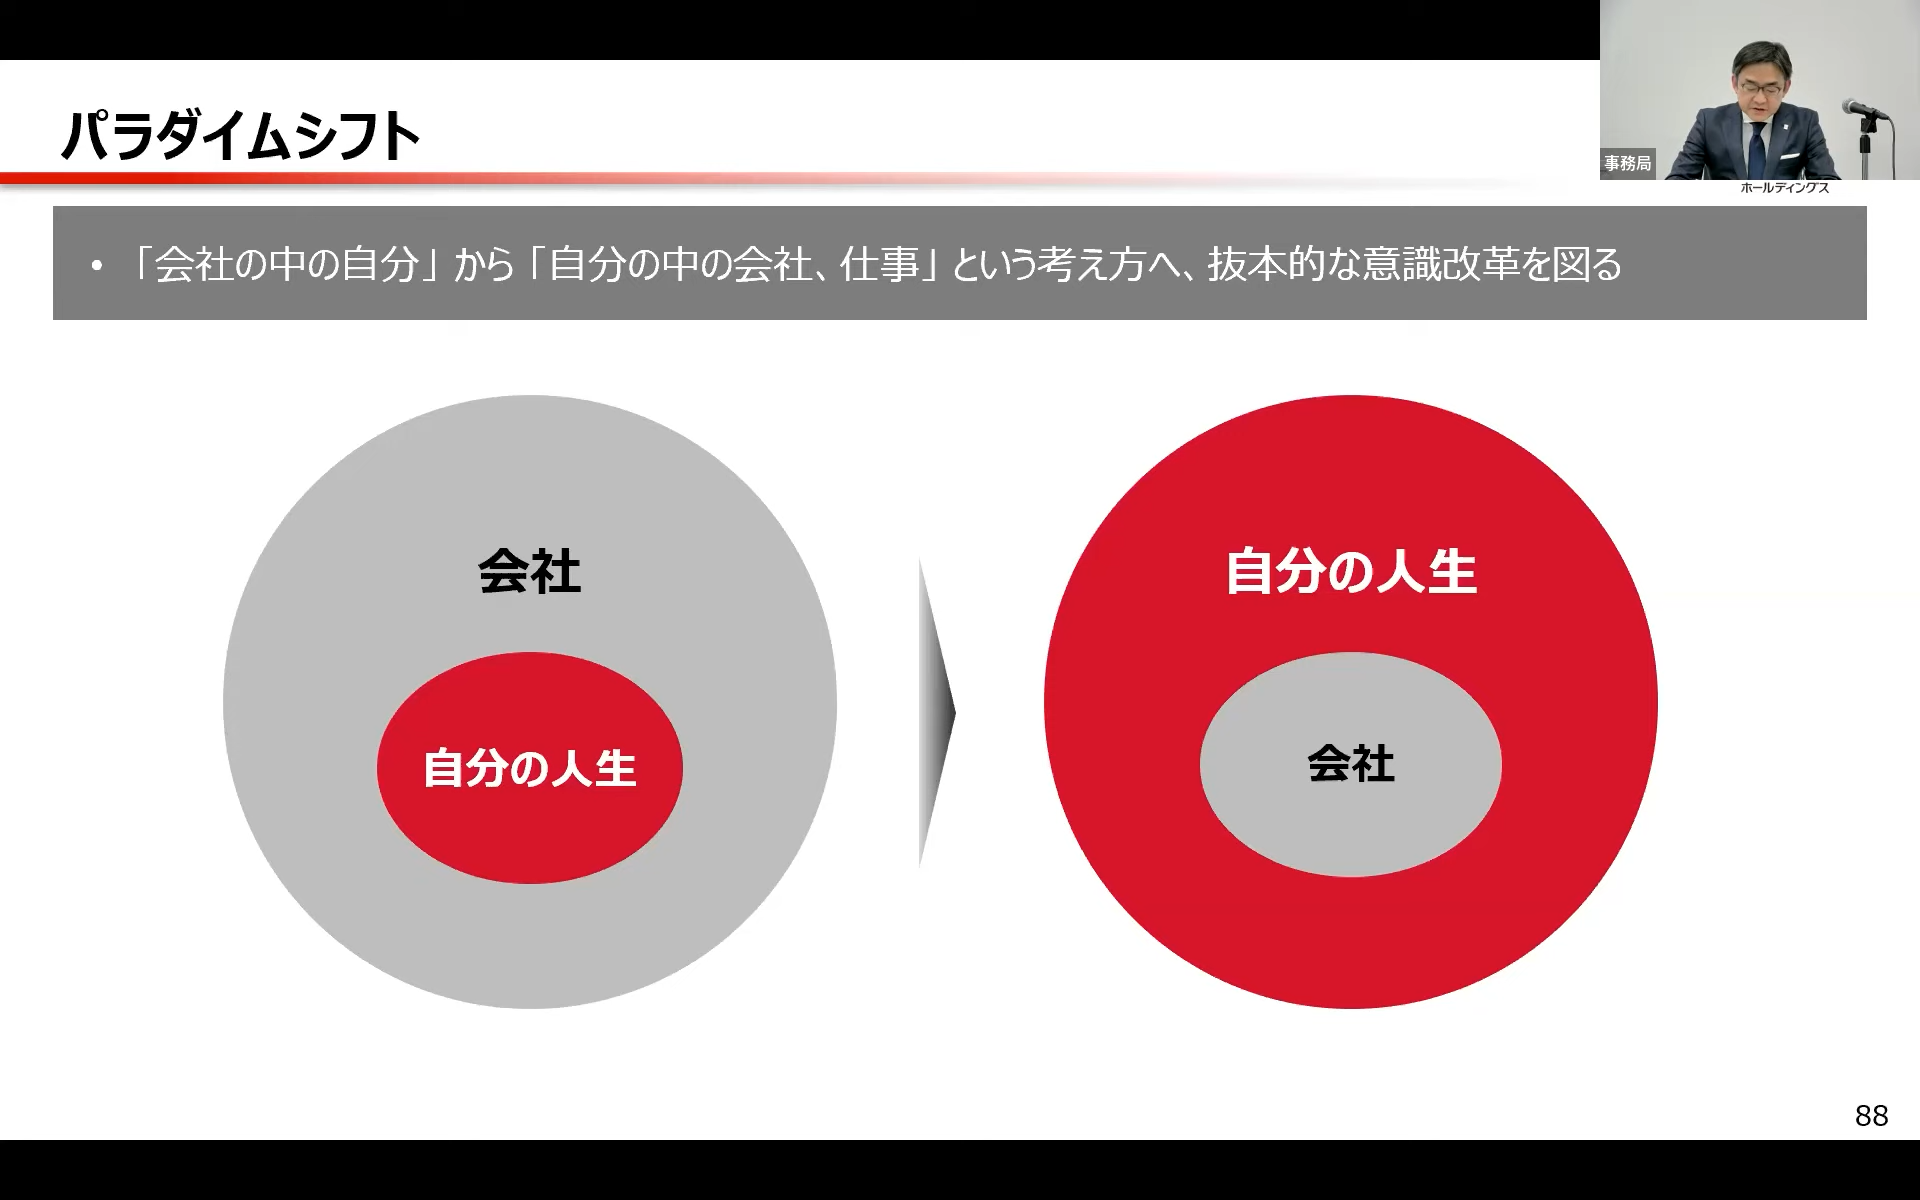 パラダイムシフト
事務局
ホールディングス
• 「会社の中の自分」から「自分の中の会社、仕事」という考え方へ、抜本的な意識改革を図る
会社
自分の人生
自分の人生
会社
88